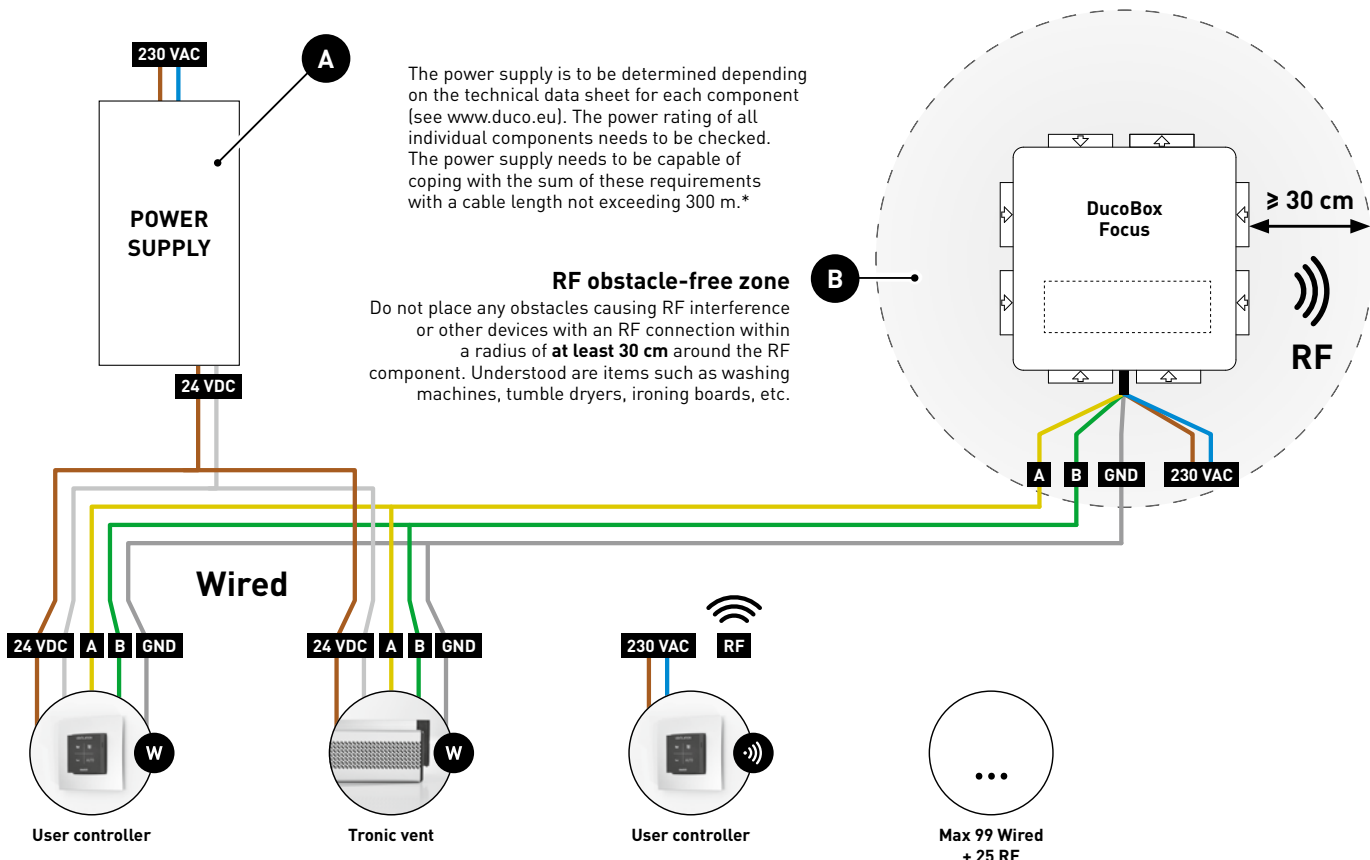 230 VAC
A
POWER
SUPPLY
24 VDC
The power supply is to be determined depending
on the technical data sheet for each component
(see www.duco.eu). The power rating of all
individual components needs to be checked.
The power supply needs to be capable of
coping with the sum of these requirements
with a cable length not exceeding 300 m.*
RF obstacle-free zone
Do not place any obstacles causing RF interference
or other devices with an RF connection within
a radius of at least 30 cm around the RF
component. Understood are items such as washing
machines, tumble dryers, ironing boards, etc.
B
DucoBox
Focus
≥ 30 cm
RF
A B GND 230 VAC
Wired
24 VDC A B GND
24 VDC A B GND
230 VAC RF
W
W
User controller
Tronic vent
User controller
...
Max 99 Wired
+ 25 RF